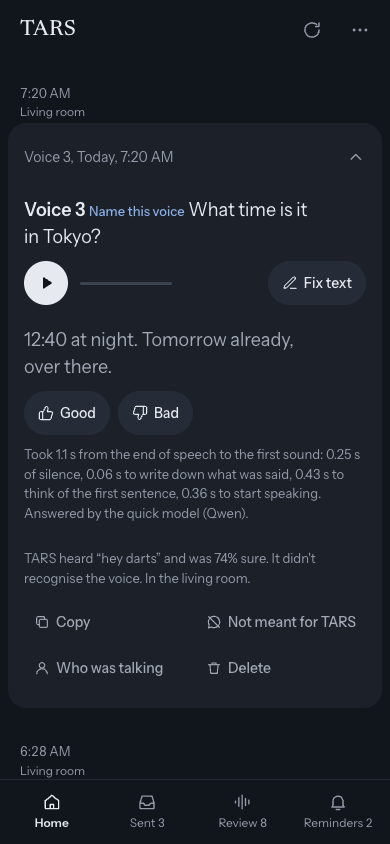 TARS
7:20 AM
Living room
Voice 3, Today, 7:20 AM
Voice 3 Name this voice What time is it
in Tokyo?
Fix text
12:40 at night. Tomorrow already,
over there.
Good
Bad
Took 1.1 s from the end of speech to the first sound: 0.25 s
of silence, 0.06 s to write down what was said, 0.43 s to
think of the first sentence, 0.36 s to start speaking.
Answered by the quick model (Qwen).
TARS heard “hey darts” and was 74% sure. It didn't
recognise the voice. In the living room.
Copy
Not meant for TARS
Who was talking
Delete
6:28 AM
Living room
Home
Sent 3
Review 8
Reminders 2